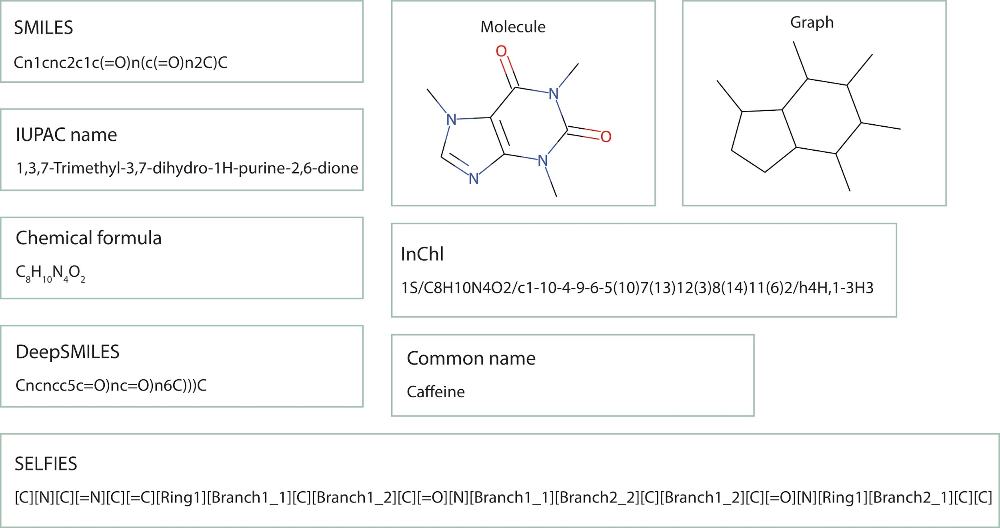 SMILES
Cn1cnc2c1c(=O)n(c(=O)n2C)C
IUPAC name
1,3,7-Trimethyl-3,7-dihydro-1H-purine-2,6-dione
Chemical formula
C8H10N4O2
DeepSMILES
Cncncc5c=O)nc=O)n6C)))C
Molecule
O
N
N
O
N
N
Graph
InChI
1S/C8H10N4O2/c1-10-4-9-6-5(10)7(13)12(3)8(14)11(6)2/h4H,1-3H3
Common name
Caffeine
SELFIES
[C][N][C][=N][C][=C][Ring1][Branch1_1][C][Branch1_2][C][=O][N][Branch1_1][Branch2_2][C][Branch1_2][C][=O][N][Ring1][Branch2_1][C][C]